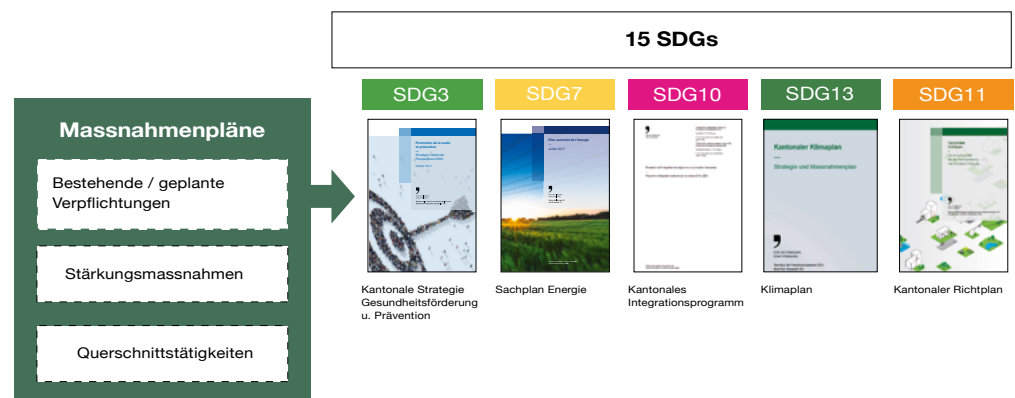 15 SDGs
Massnahmenpläne
Bestehende / geplante
Verpflichtungen
Stärkungsmassnahmen
Querschnittstätigkeiten
SDG3
SDG7
SDG10
SDG13
SDG11
Kantonaler Klimaplan
Strategie und Massnahmenplan
Kantonale Strategie
Gesundheitsförderung
u. Prävention
Sachplan Energie
Kantonales
Integrationsprogramm
Klimaplan
Kantonaler Richtplan